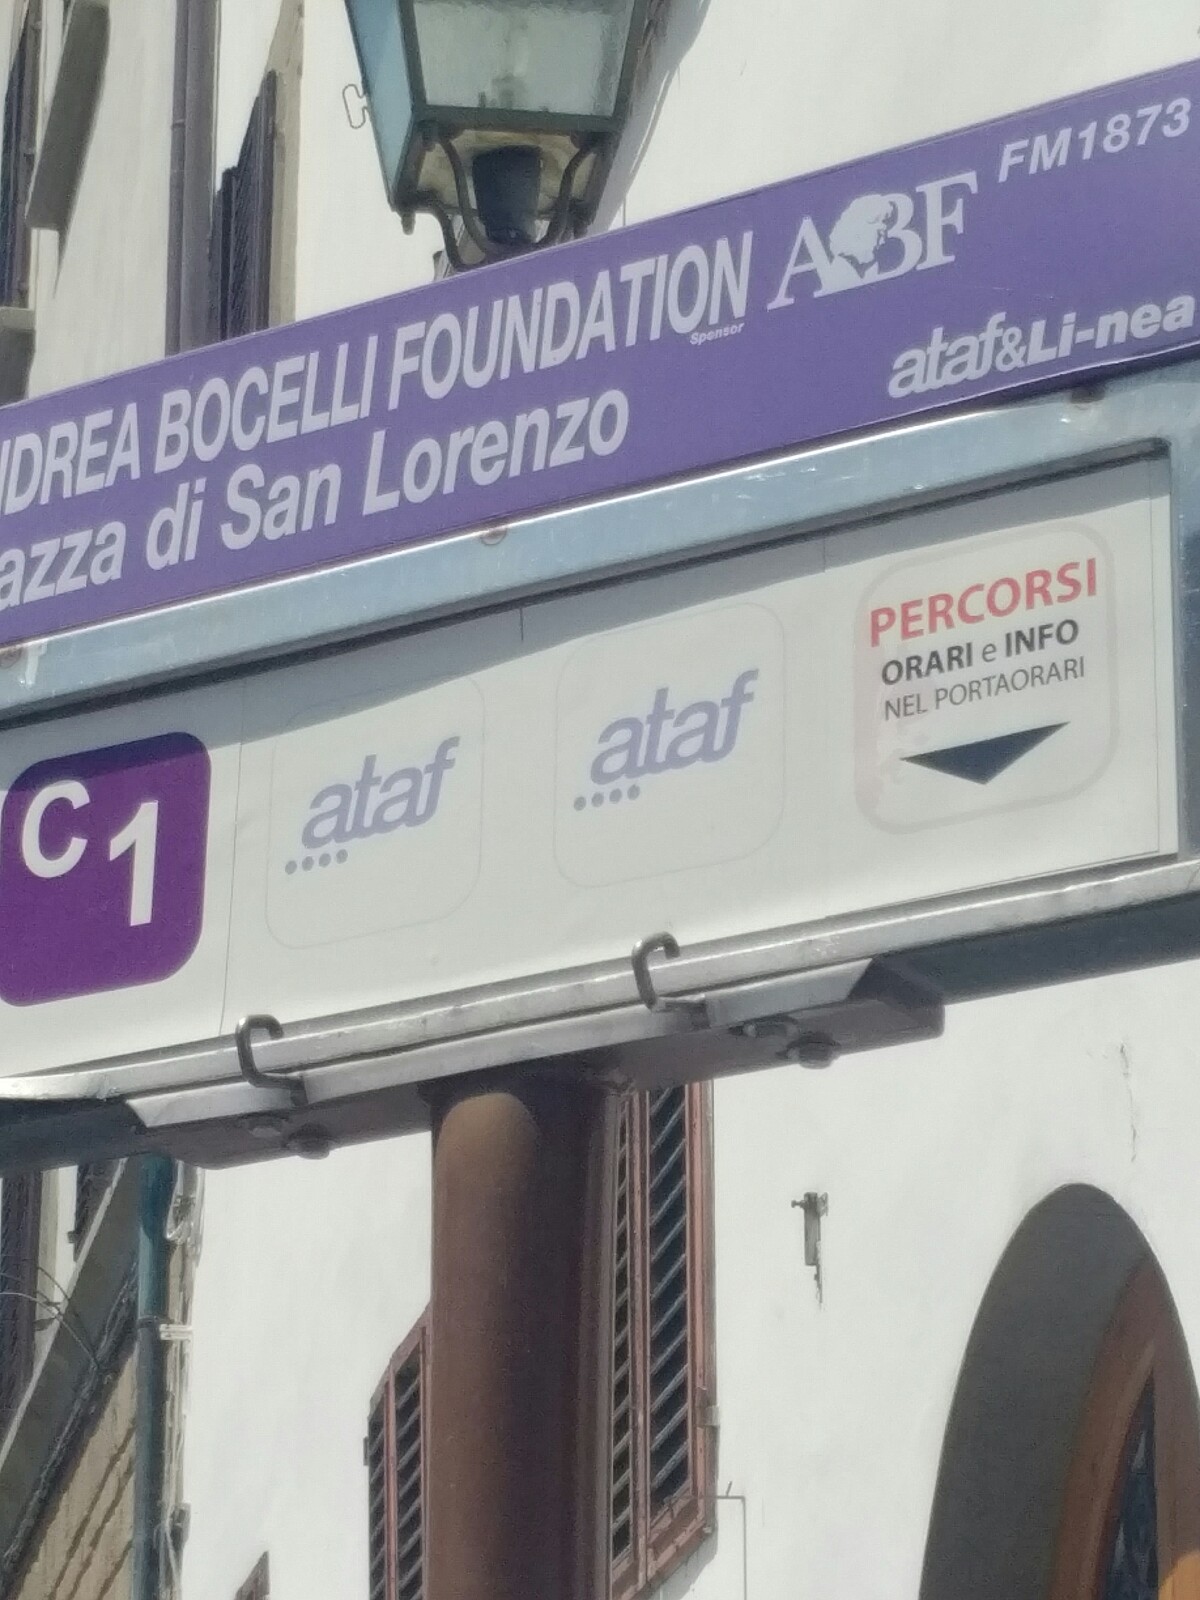 NDREA BOCELLI FOUNDATION ABF FM1873
Sponsor
azza di San Lorenzo ataf&Li-nea
C1 ataf ataf PERCORSI
ORARI e INFO
NEL PORTAORARI